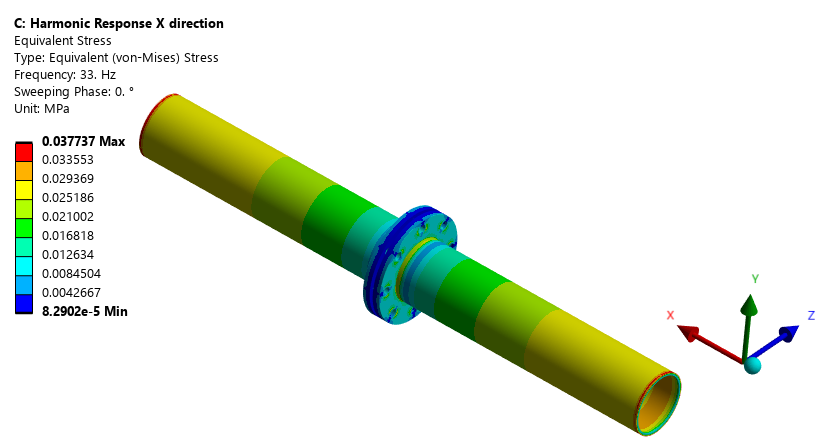 C: Harmonic Response X direction
Equivalent Stress
Type: Equivalent (von-Mises) Stress
Frequency: 33. Hz
Sweeping Phase: 0. °
Unit: MPa
0.037737 Max
0.033553
0.029369
0.025186
0.021002
0.016818
0.012634
0.0084504
0.0042667
8.2902e-5 Min
Y
X
Z